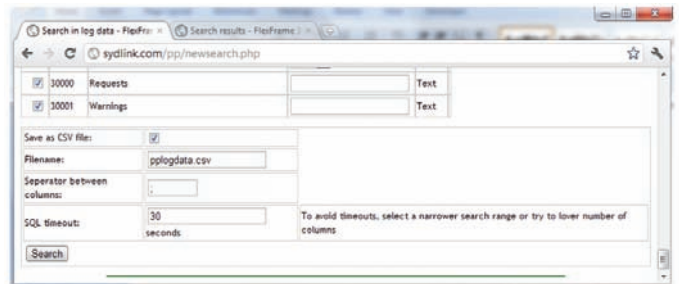 Search in log data - FlexFra
Search results - FlexFrame
sydlink.com/pp/newsearch.php
30000 Requests Text
30001 Warnings Text
Save as CSV file:
Filename: pplogdata.csv
Seperator between columns: ;
SQL timeout: 30 seconds
To avoid timeouts, select a narrower search range or try to lover number of columns
Search